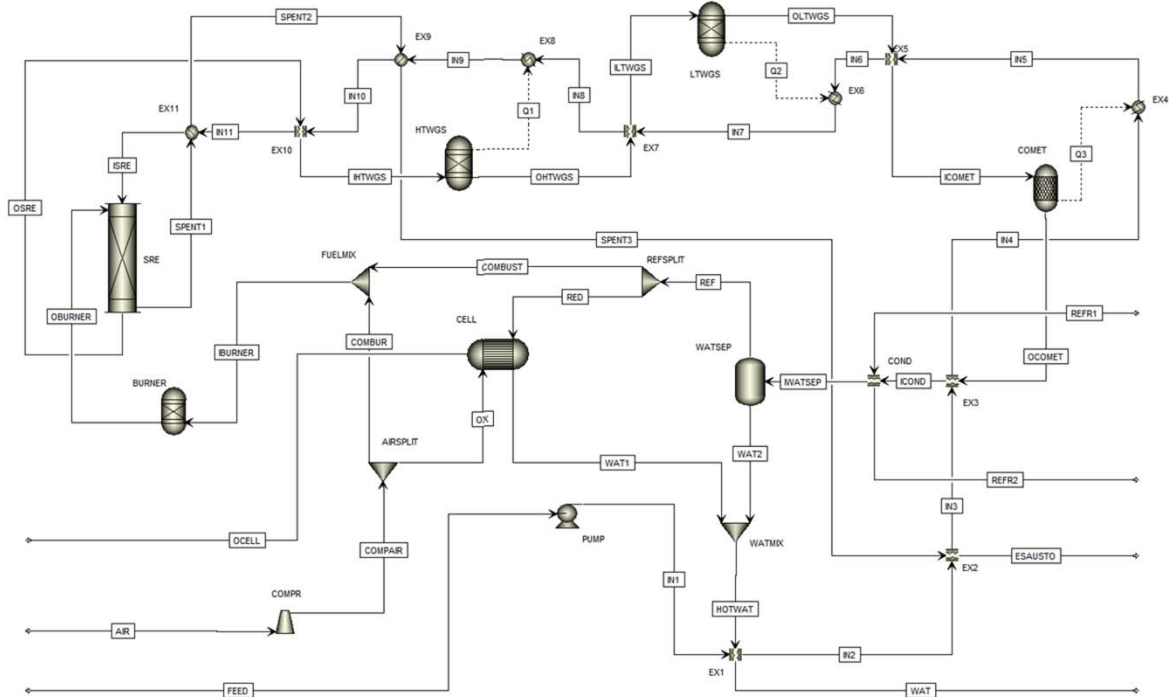 SPENT2
OLTWGS
EX9
EX8
EX5
IN9
ILTWGS
IN6
IN5
LTWGS
Q2
IN10
IN8
EX6
EX4
EX11
Q1
IN11
HTWGS
IN7
EX10
EX7
COMET
ISRE
Q3
IHTWGS
OHTWGS
ICOMET
OSRE
SPENT1
SPENT3
IN4
FUELMIX
SRE
COMBUST
REFSPLIT
REF
RED
OBURNER
REFR1
CELL
COMBUR
WATSEP
COND
IBURNER
OCOMET
IWATSEP
ICOND
BURNER
EX3
OX
AIRSPLIT
WAT2
WAT1
REFR2
IN3
OCELL
PUMP
WATMIX
COMPAIR
ESAUSTO
EX2
IN1
COMPR
HOTWAT
AIR
IN2
EX1
FEED
WAT